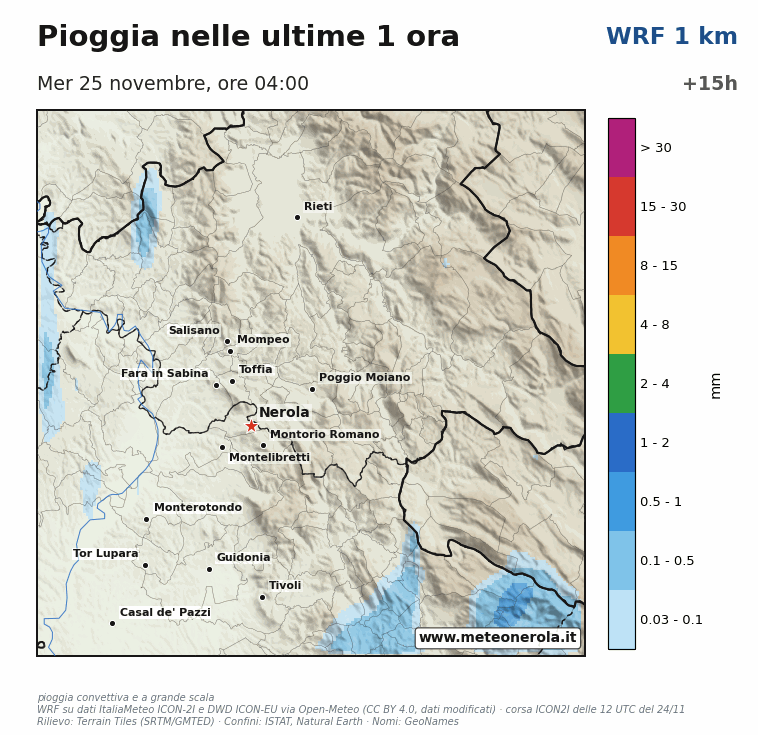 Pioggia nelle ultime 1 ora
WRF 1 km
Mer 25 novembre, ore 04:00
+15h
Rieti
Salisano
Mompeo
Toffia
Fara in Sabina
Poggio Moiano
Nerola
Montorio Romano
Montelibretti
Monterotondo
Tor Lupara
Guidonia
Tivoli
Casal de' Pazzi
www.meteonerola.it
> 30
15 - 30
8 - 15
4 - 8
2 - 4
1 - 2
0.5 - 1
0.1 - 0.5
0.03 - 0.1
mm
pioggia convettiva e a grande scala
WRF su dati ItaliaMeteo ICON-2I e DWD ICON-EU via Open-Meteo (CC BY 4.0, dati modificati) · corsa ICON2I delle 12 UTC del 24/11
Rilievo: Terrain Tiles (SRTM/GMTED) · Confini: ISTAT, Natural Earth · Nomi: GeoNames